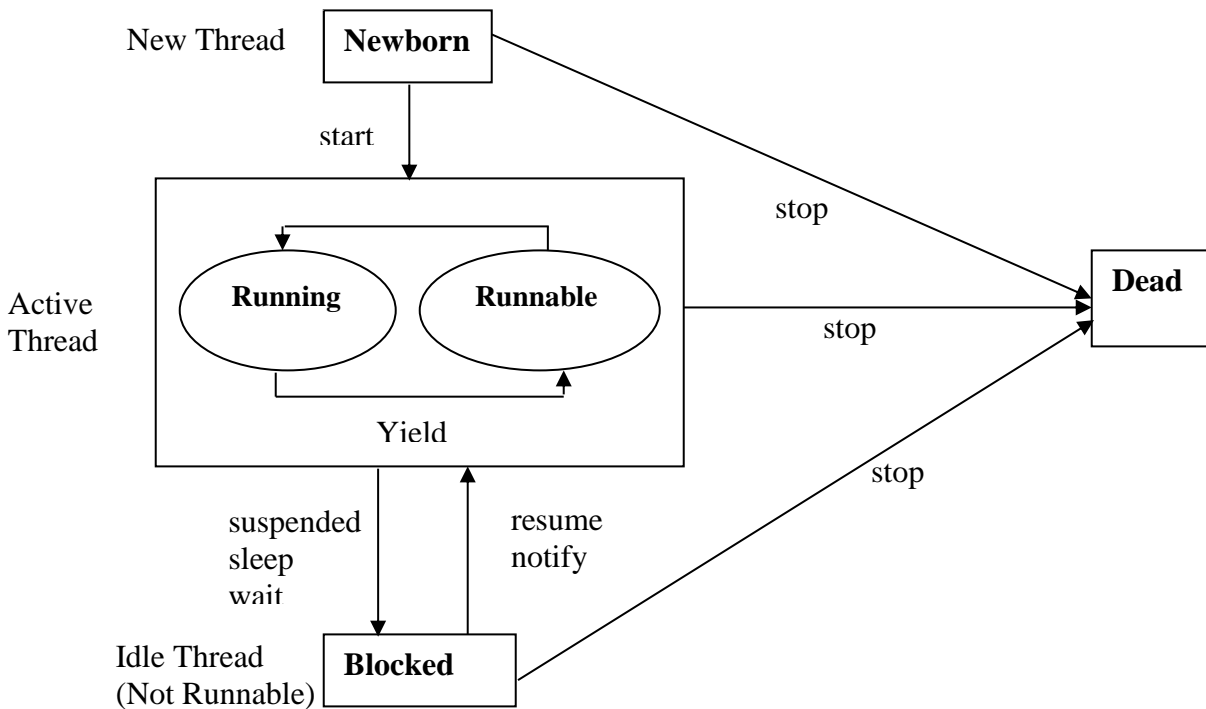 New Thread
Newborn
start
stop
Active
Thread
Running
Runnable
Yield
stop
Dead
suspended
sleep
wait
resume
notify
stop
Idle Thread
(Not Runnable)
Blocked